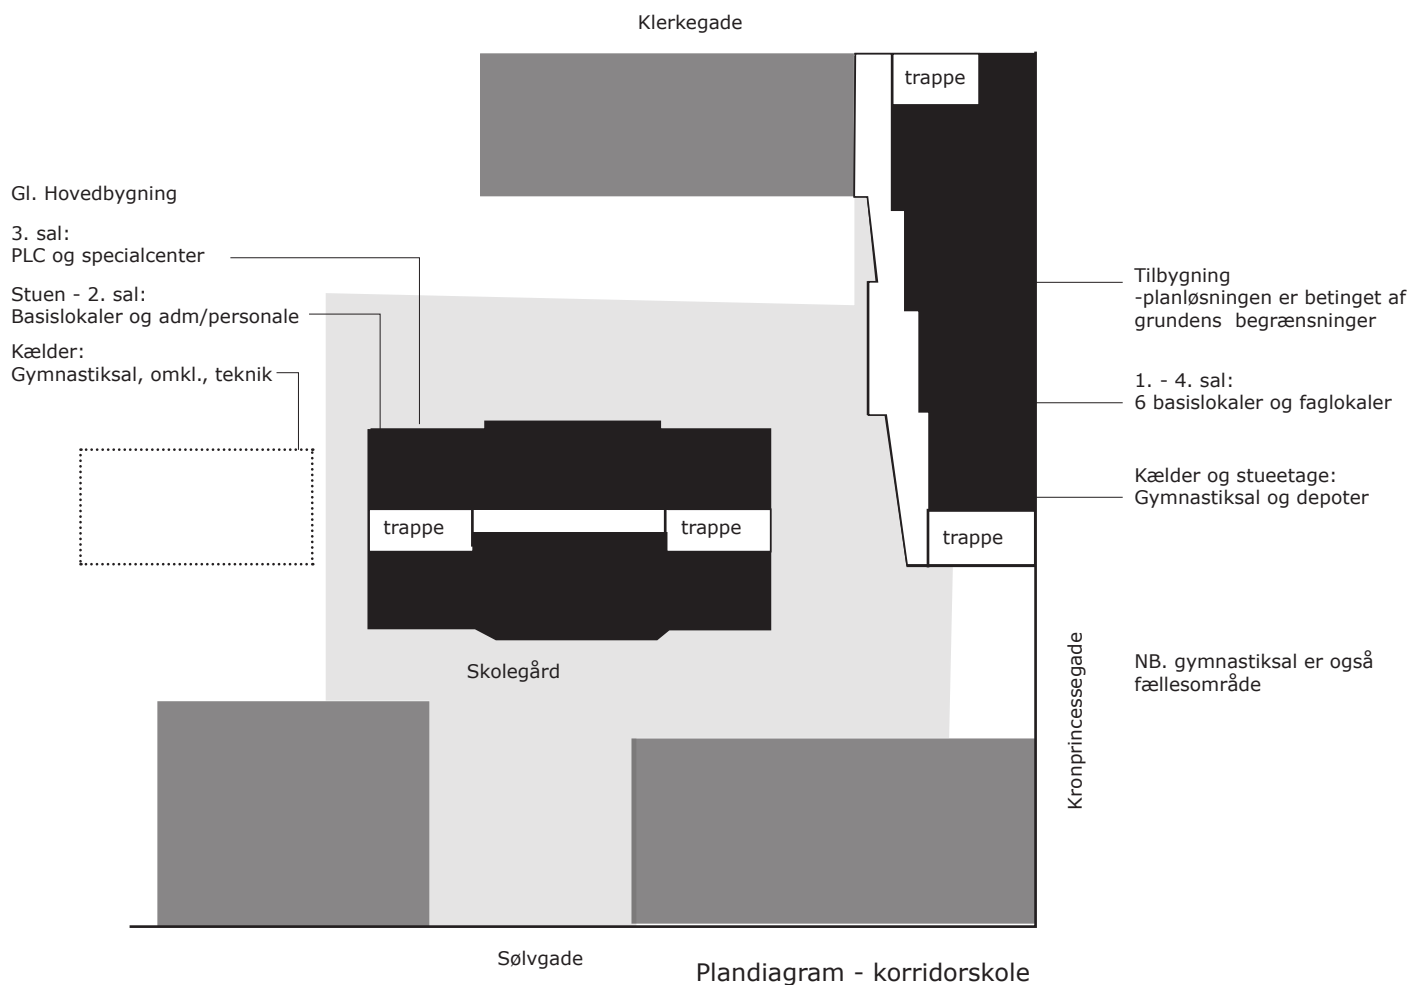 Klerkegade
trappe
Gl. Hovedbygning
3. sal:
PLC og specialcenter
Stuen - 2. sal:
Basislokaler og adm/personale
Kælder:
Gymnastiksal, omkl., teknik
Tilbygning
-planløsningen er betinget af
grundens  begrænsninger
1. - 4. sal:
6 basislokaler og faglokaler
Kælder og stueetage:
Gymnastiksal og depoter
trappe
trappe
trappe
Skolegård
Kronprincessegade
NB. gymnastiksal er også
fællesområde
Sølvgade
Plandiagram - korridorskole